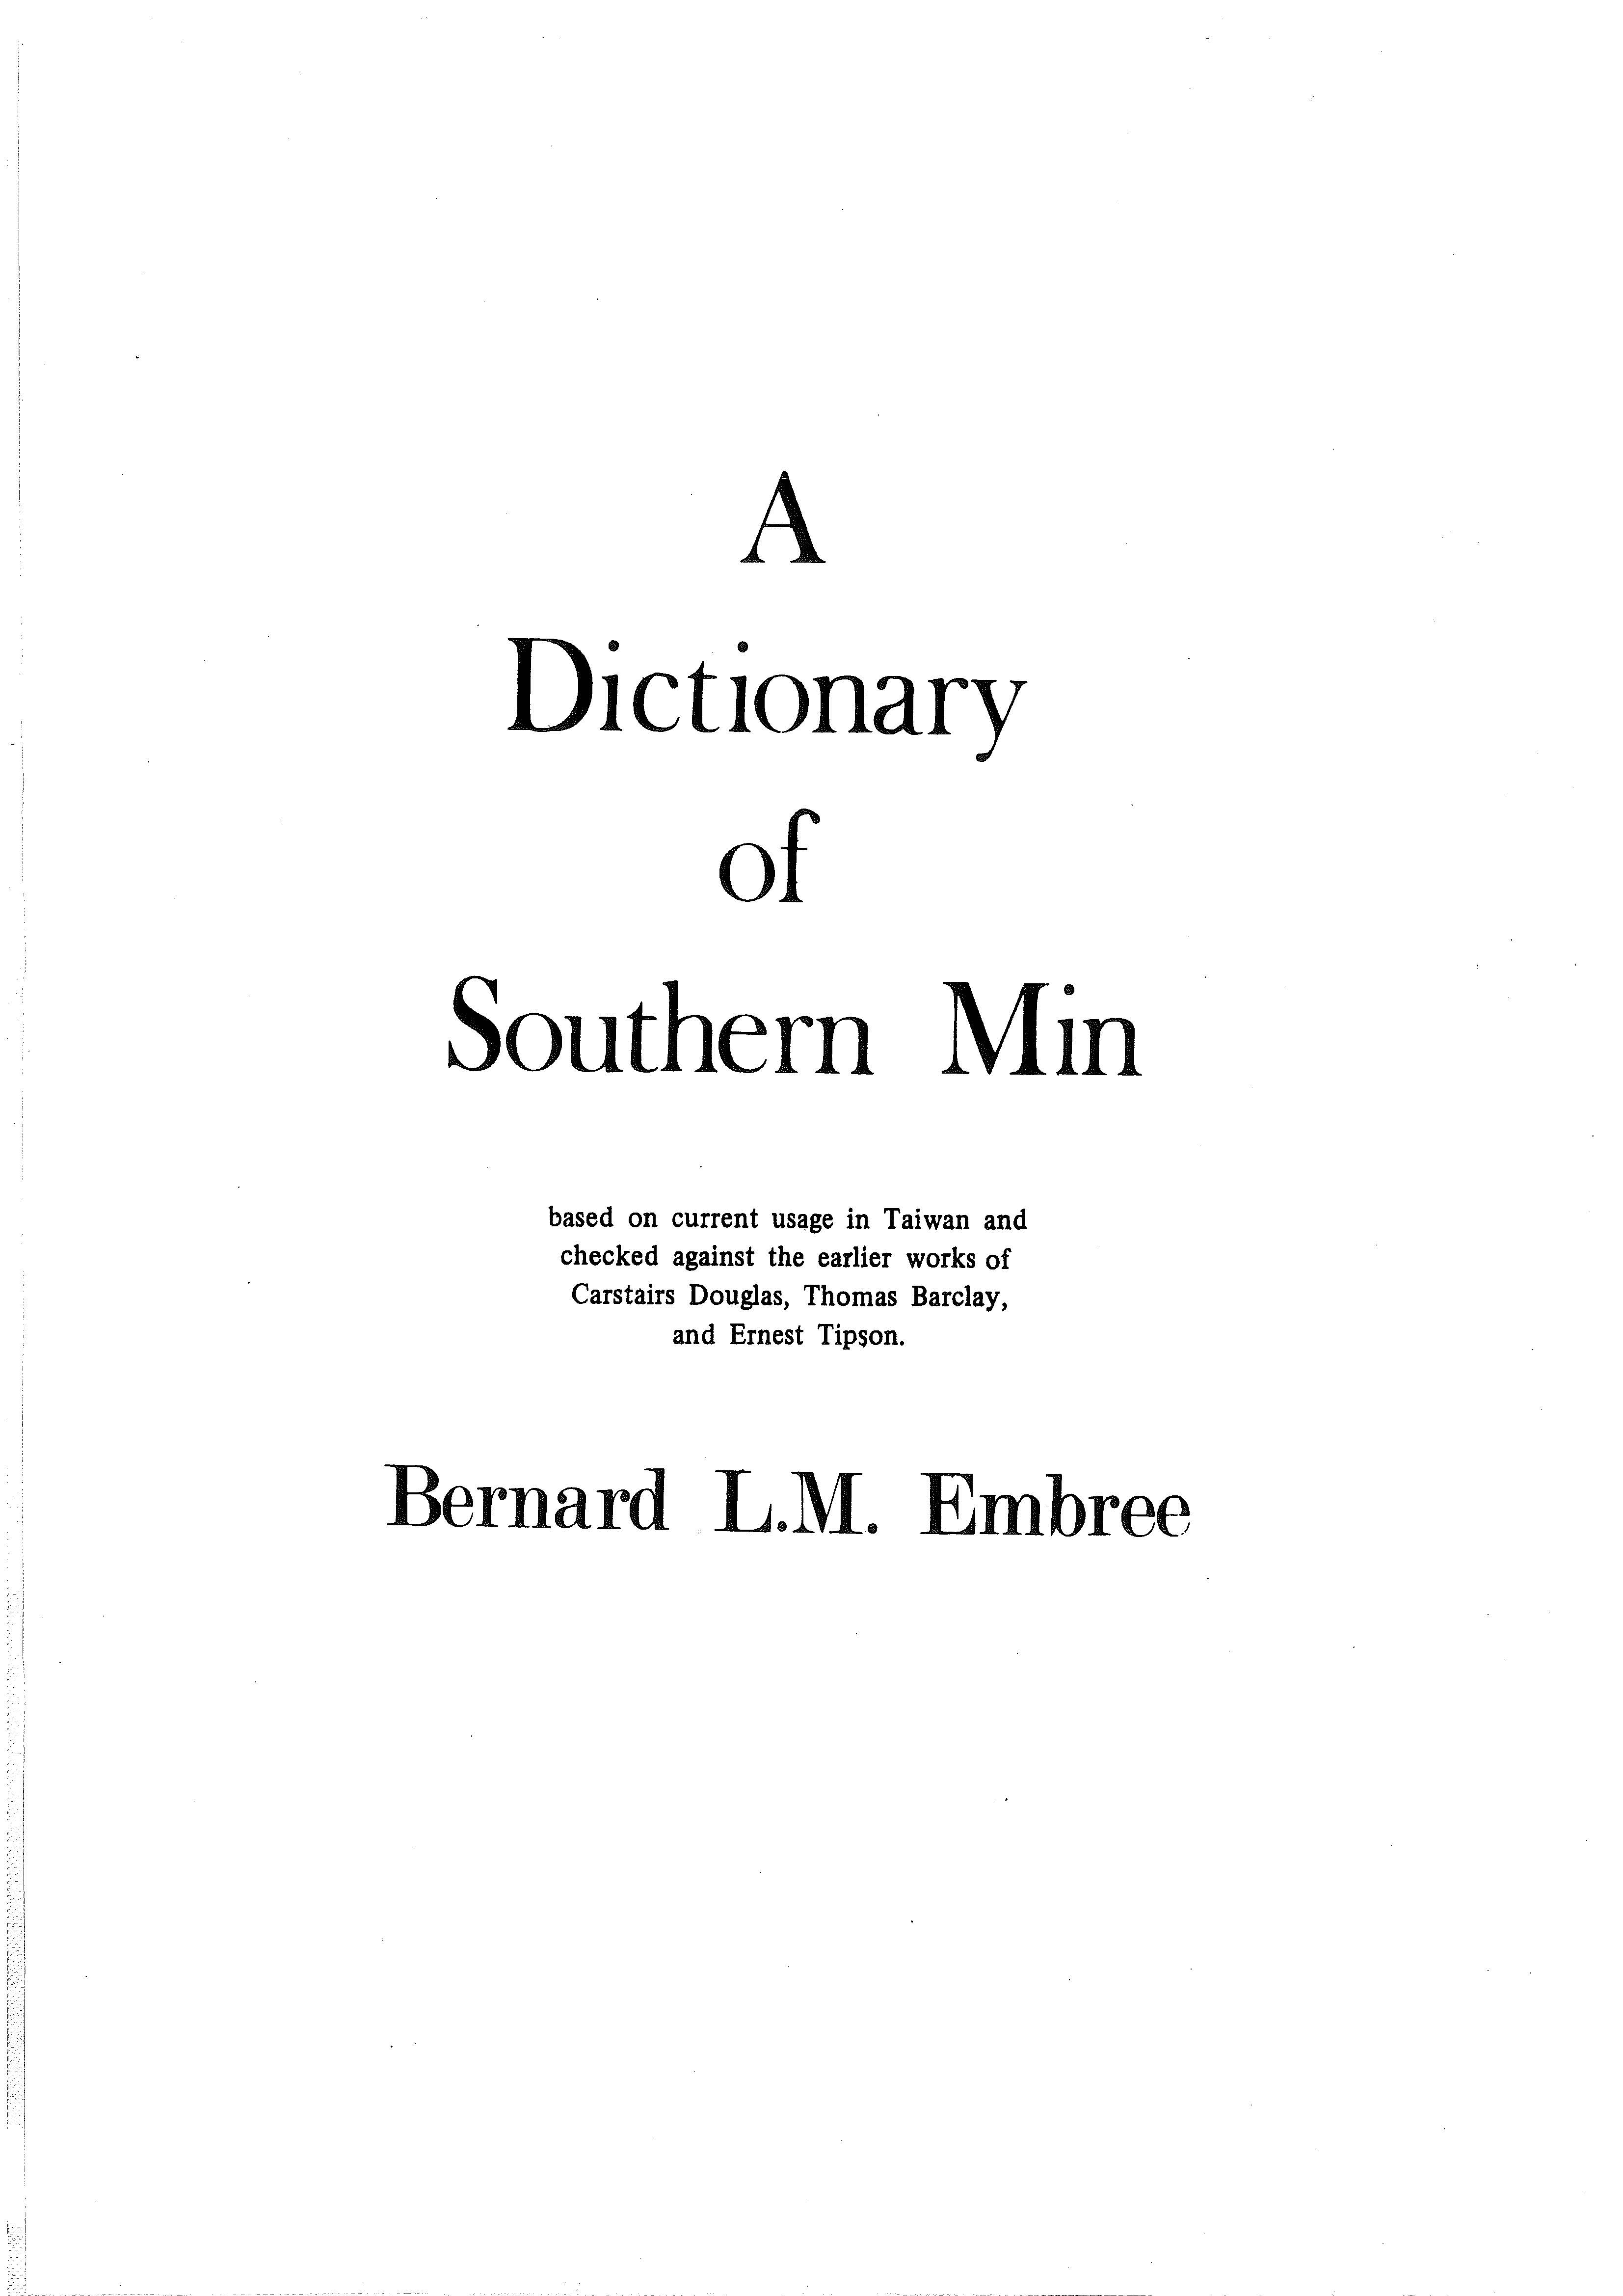 A
Dictionary
of
Southern Min
based on current usage in Taiwan and
checked against the earlier works of
Carstairs Douglas, Thomas Barclay,
and Ernest Tipson.
Bernard L.M. Embree